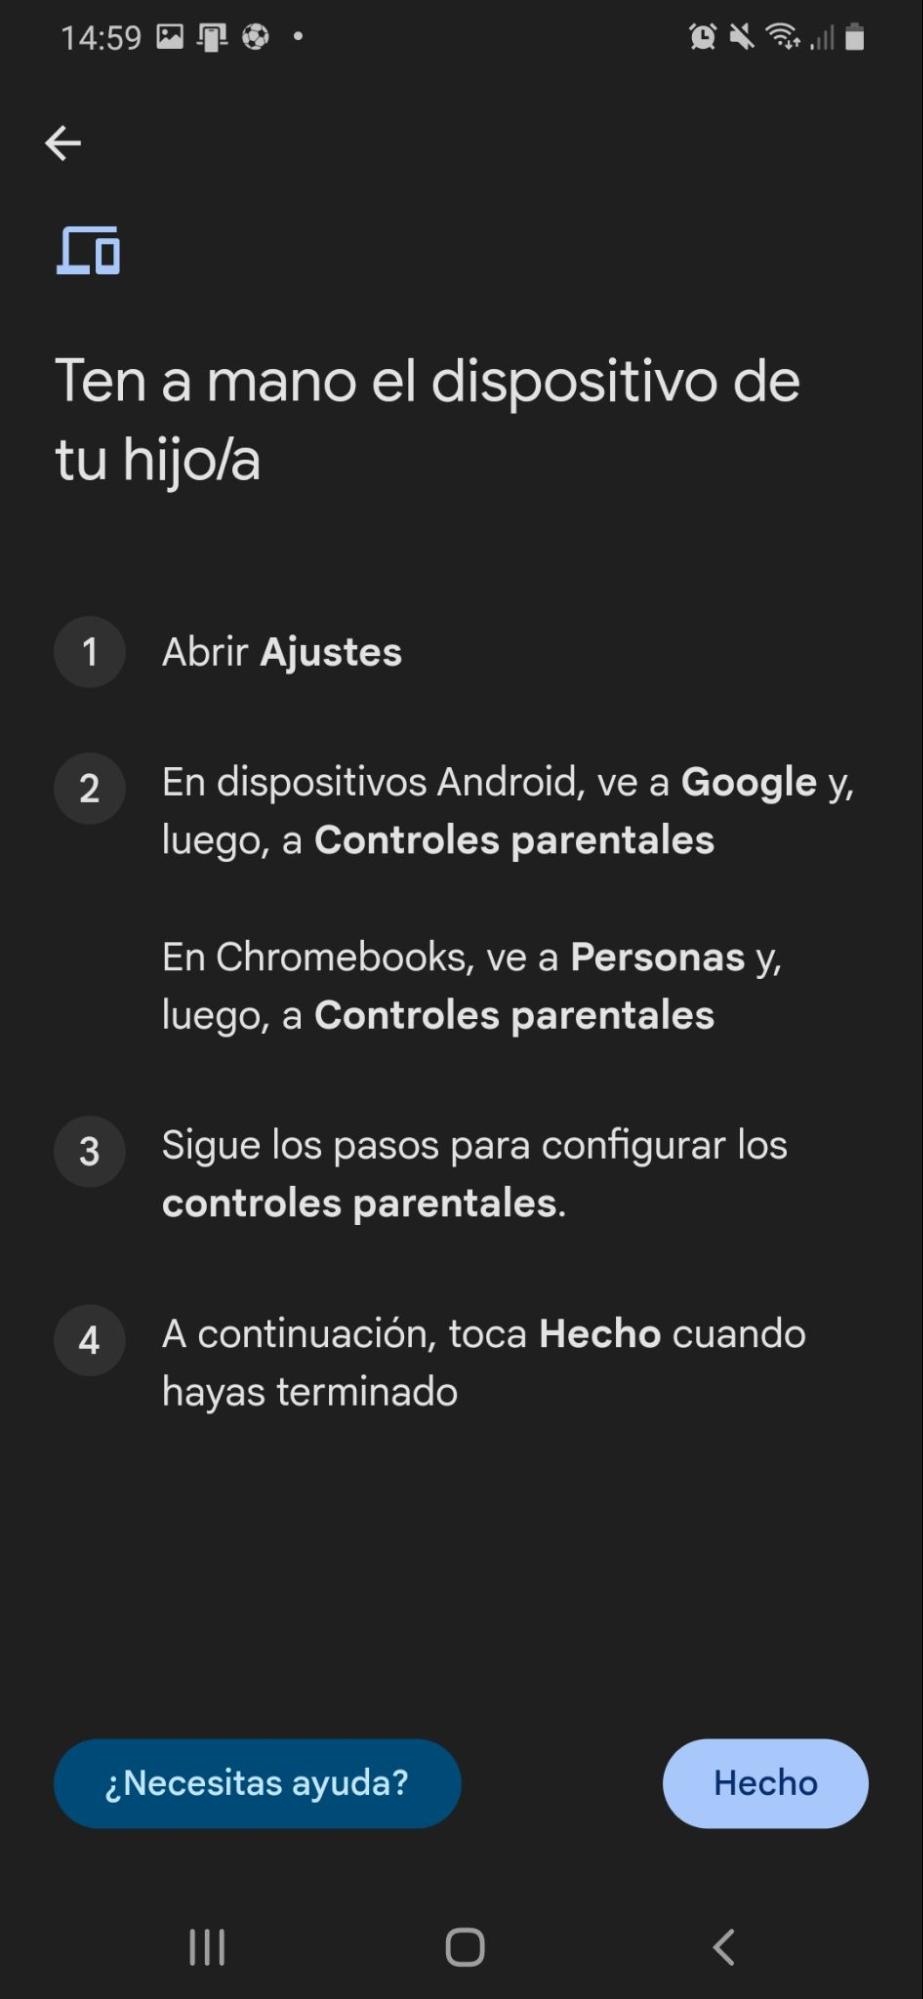 14:59
Ten a mano el dispositivo de
tu hijo/a
1 Abrir Ajustes
2 En dispositivos Android, ve a Google y,
luego, a Controles parentales
En Chromebooks, ve a Personas y,
luego, a Controles parentales
3 Sigue los pasos para configurar los
controles parentales.
4 A continuación, toca Hecho cuando
hayas terminado
¿Necesitas ayuda? Hecho